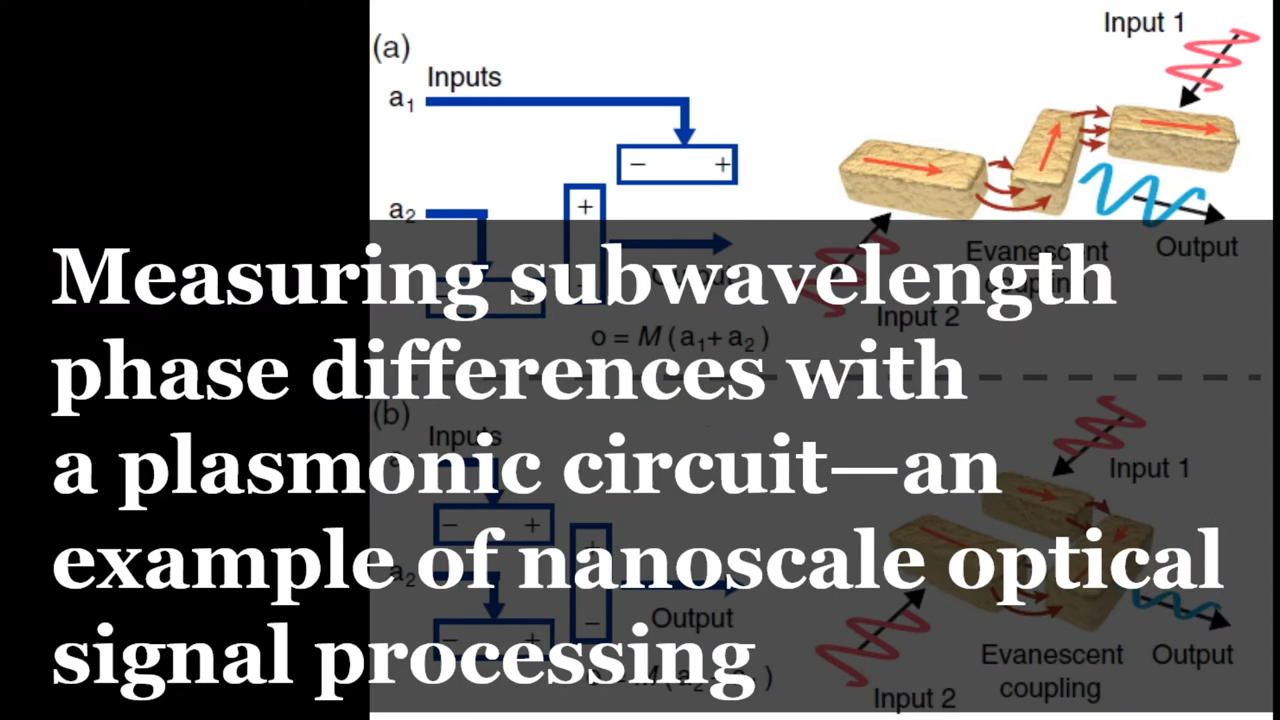 (a)
Inputs
a1
a2
− +
+
Input 1
Evanescent
Output
Input 2
o = M (a1+ a2)
Measuring subwavelength
phase differences with
a plasmonic circuit—an
example of nanoscale optical
signal processing
(b)
Inputs
− +
a2
−
Output
Input 1
Evanescent
coupling
Output
Input 2